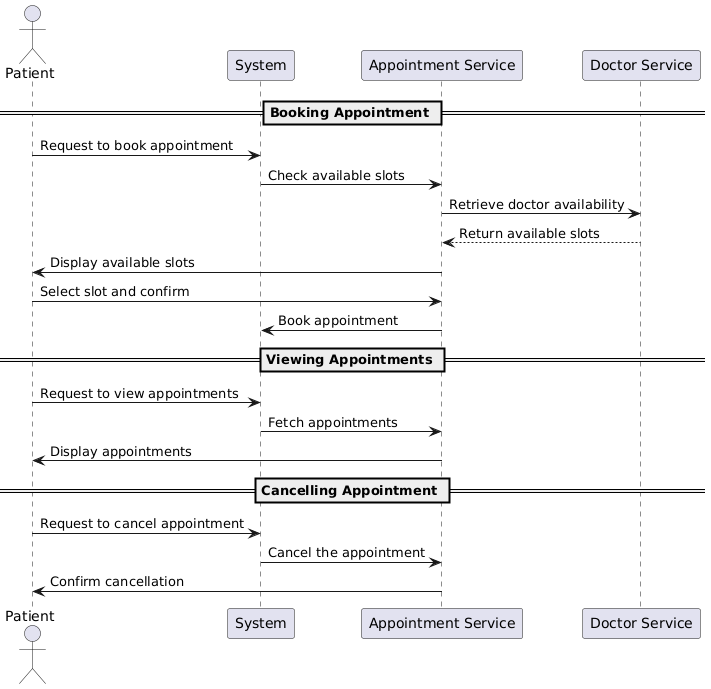 Patient
System
Appointment Service
Doctor Service
Booking Appointment
Request to book appointment
Check available slots
Retrieve doctor availability
Return available slots
Display available slots
Select slot and confirm
Book appointment
Viewing Appointments
Request to view appointments
Fetch appointments
Display appointments
Cancelling Appointment
Request to cancel appointment
Cancel the appointment
Confirm cancellation
Patient
System
Appointment Service
Doctor Service